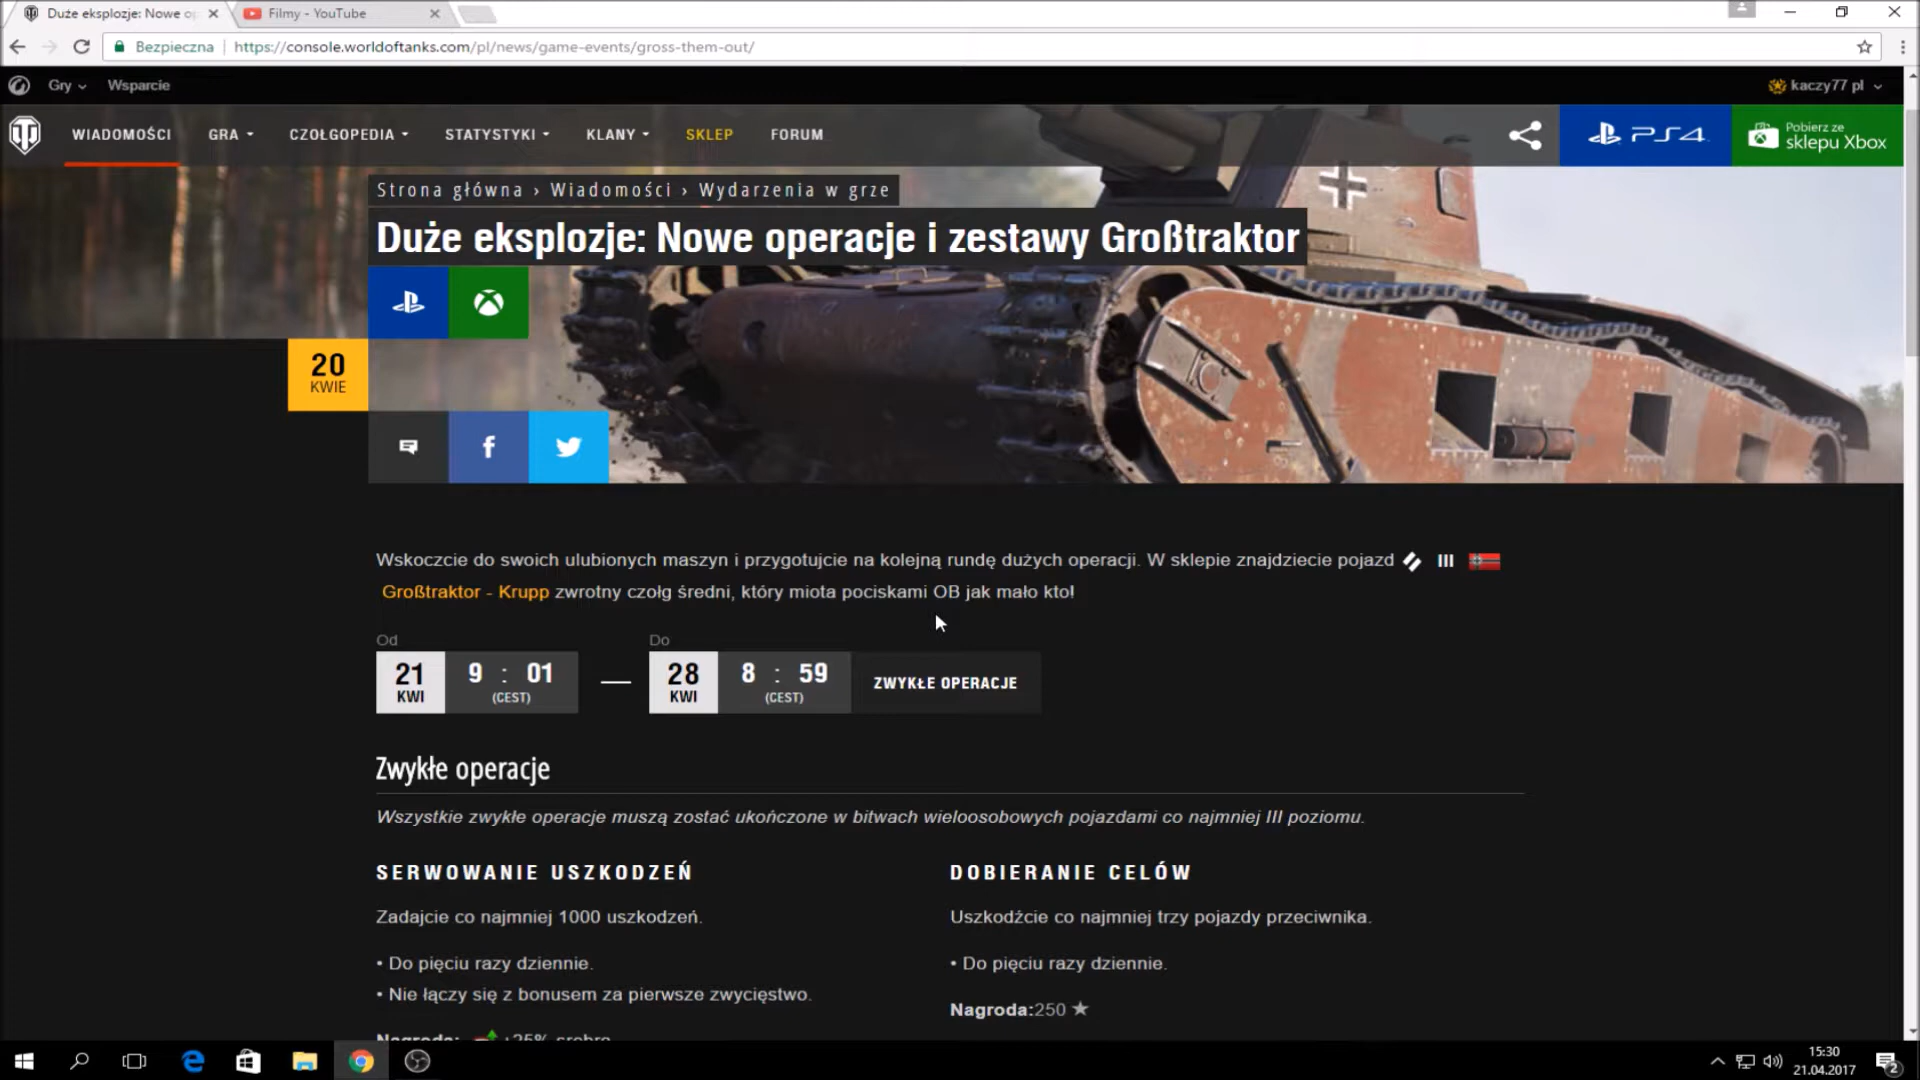 Duże eksplozje: Nowe o
Filmy - YouTube
Bezpieczna
https://console.worldoftanks.com/pl/news/game-events/gross-them-out/
Gry
Wsparcie
kaczy77 pl
WIADOMOŚCI
GRA
CZOŁGOPEDIA
STATYSTYKI
KLANY
SKLEP
FORUM
PS4
Pobierz ze
sklepu Xbox
Strona główna › Wiadomości › Wydarzenia w grze
Duże eksplozje: Nowe operacje i zestawy Großtraktor
20
KWIE
f
Wskoczcie do swoich ulubionych maszyn i przygotujcie na kolejną rundę dużych operacji. W sklepie znajdziecie pojazd III
Großtraktor - Krupp zwrotny czołg średni, który miota pociskami OB jak mało kto!
Od
21
KWI
9 : 01
(CEST)
—
Do
28
KWI
8 : 59
(CEST)
ZWYKŁE OPERACJE
Zwykłe operacje
Wszystkie zwykłe operacje muszą zostać ukończone w bitwach wieloosobowych pojazdami co najmniej III poziomu.
SERWOWANIE USZKODZEŃ
Zadajcie co najmniej 1000 uszkodzeń.
• Do pięciu razy dziennie.
• Nie łączy się z bonusem za pierwsze zwycięstwo.
Nagroda: +25% srebra
DOBIERANIE CELÓW
Uszkodźcie co najmniej trzy pojazdy przeciwnika.
• Do pięciu razy dziennie.
Nagroda:250 ★
15:30
21.04.2017
2